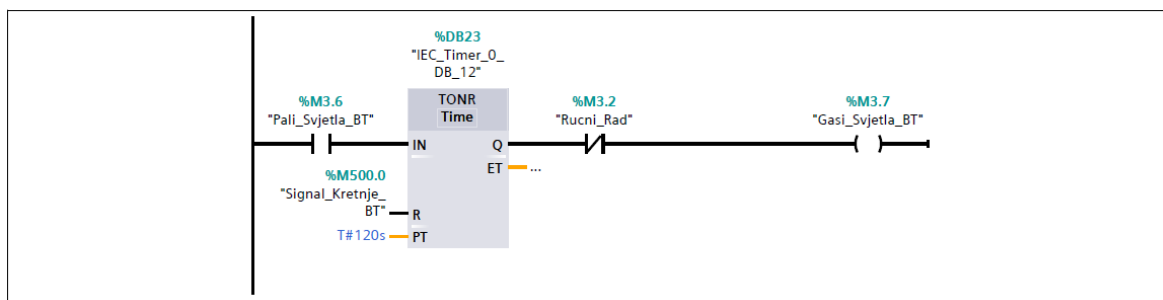 %DB23
"IEC_Timer_0_
DB_12"
%M3.6
"Pali_Svjetla_BT"
TONR
Time
%M3.2
"Rucni_Rad"
%M3.7
"Gasi_Svjetla_BT"
IN
Q
ET
...
%M500.0
"Signal_Kretnje_
BT"
R
T#120s
PT